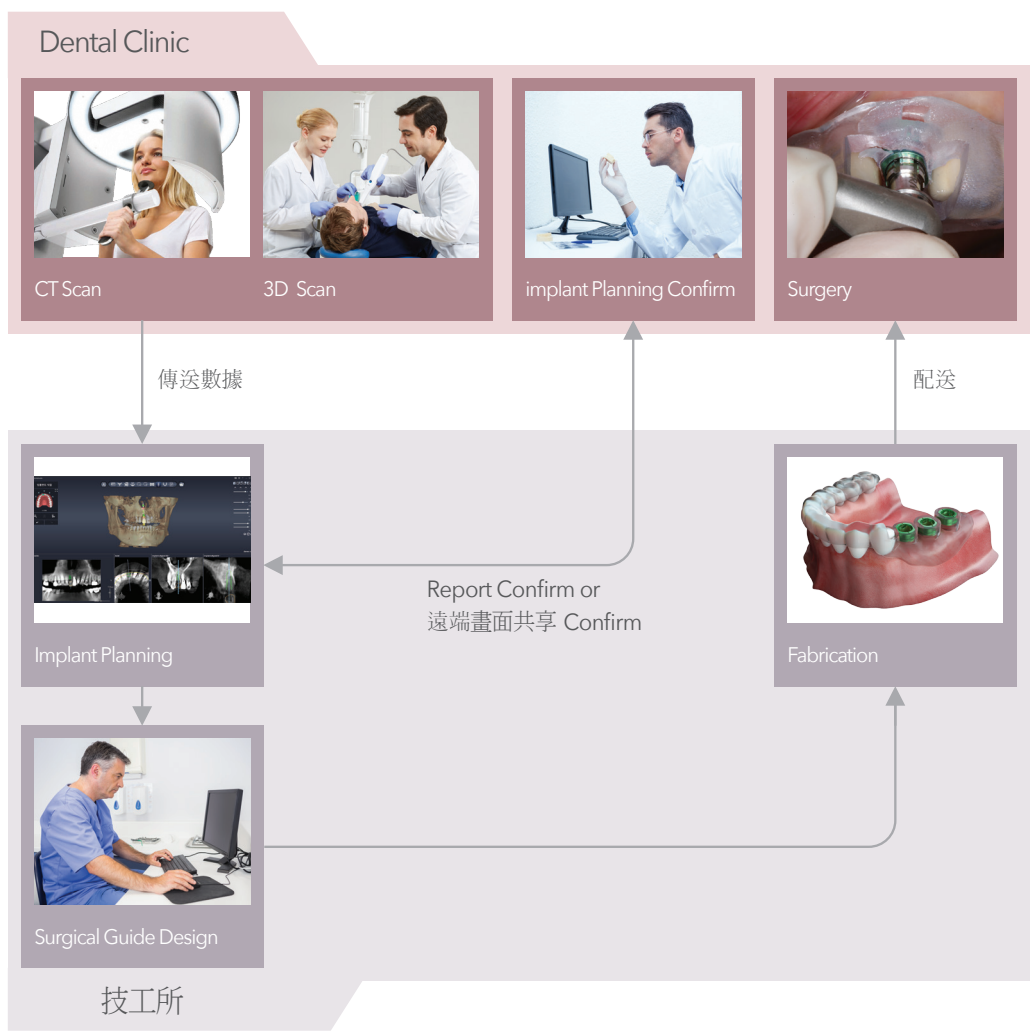 Dental Clinic
CT Scan
3D Scan
implant Planning Confirm
Surgery
傳送數據
配送
Report Confirm or
遠端畫面共享 Confirm
Implant Planning
Fabrication
Surgical Guide Design
技工所